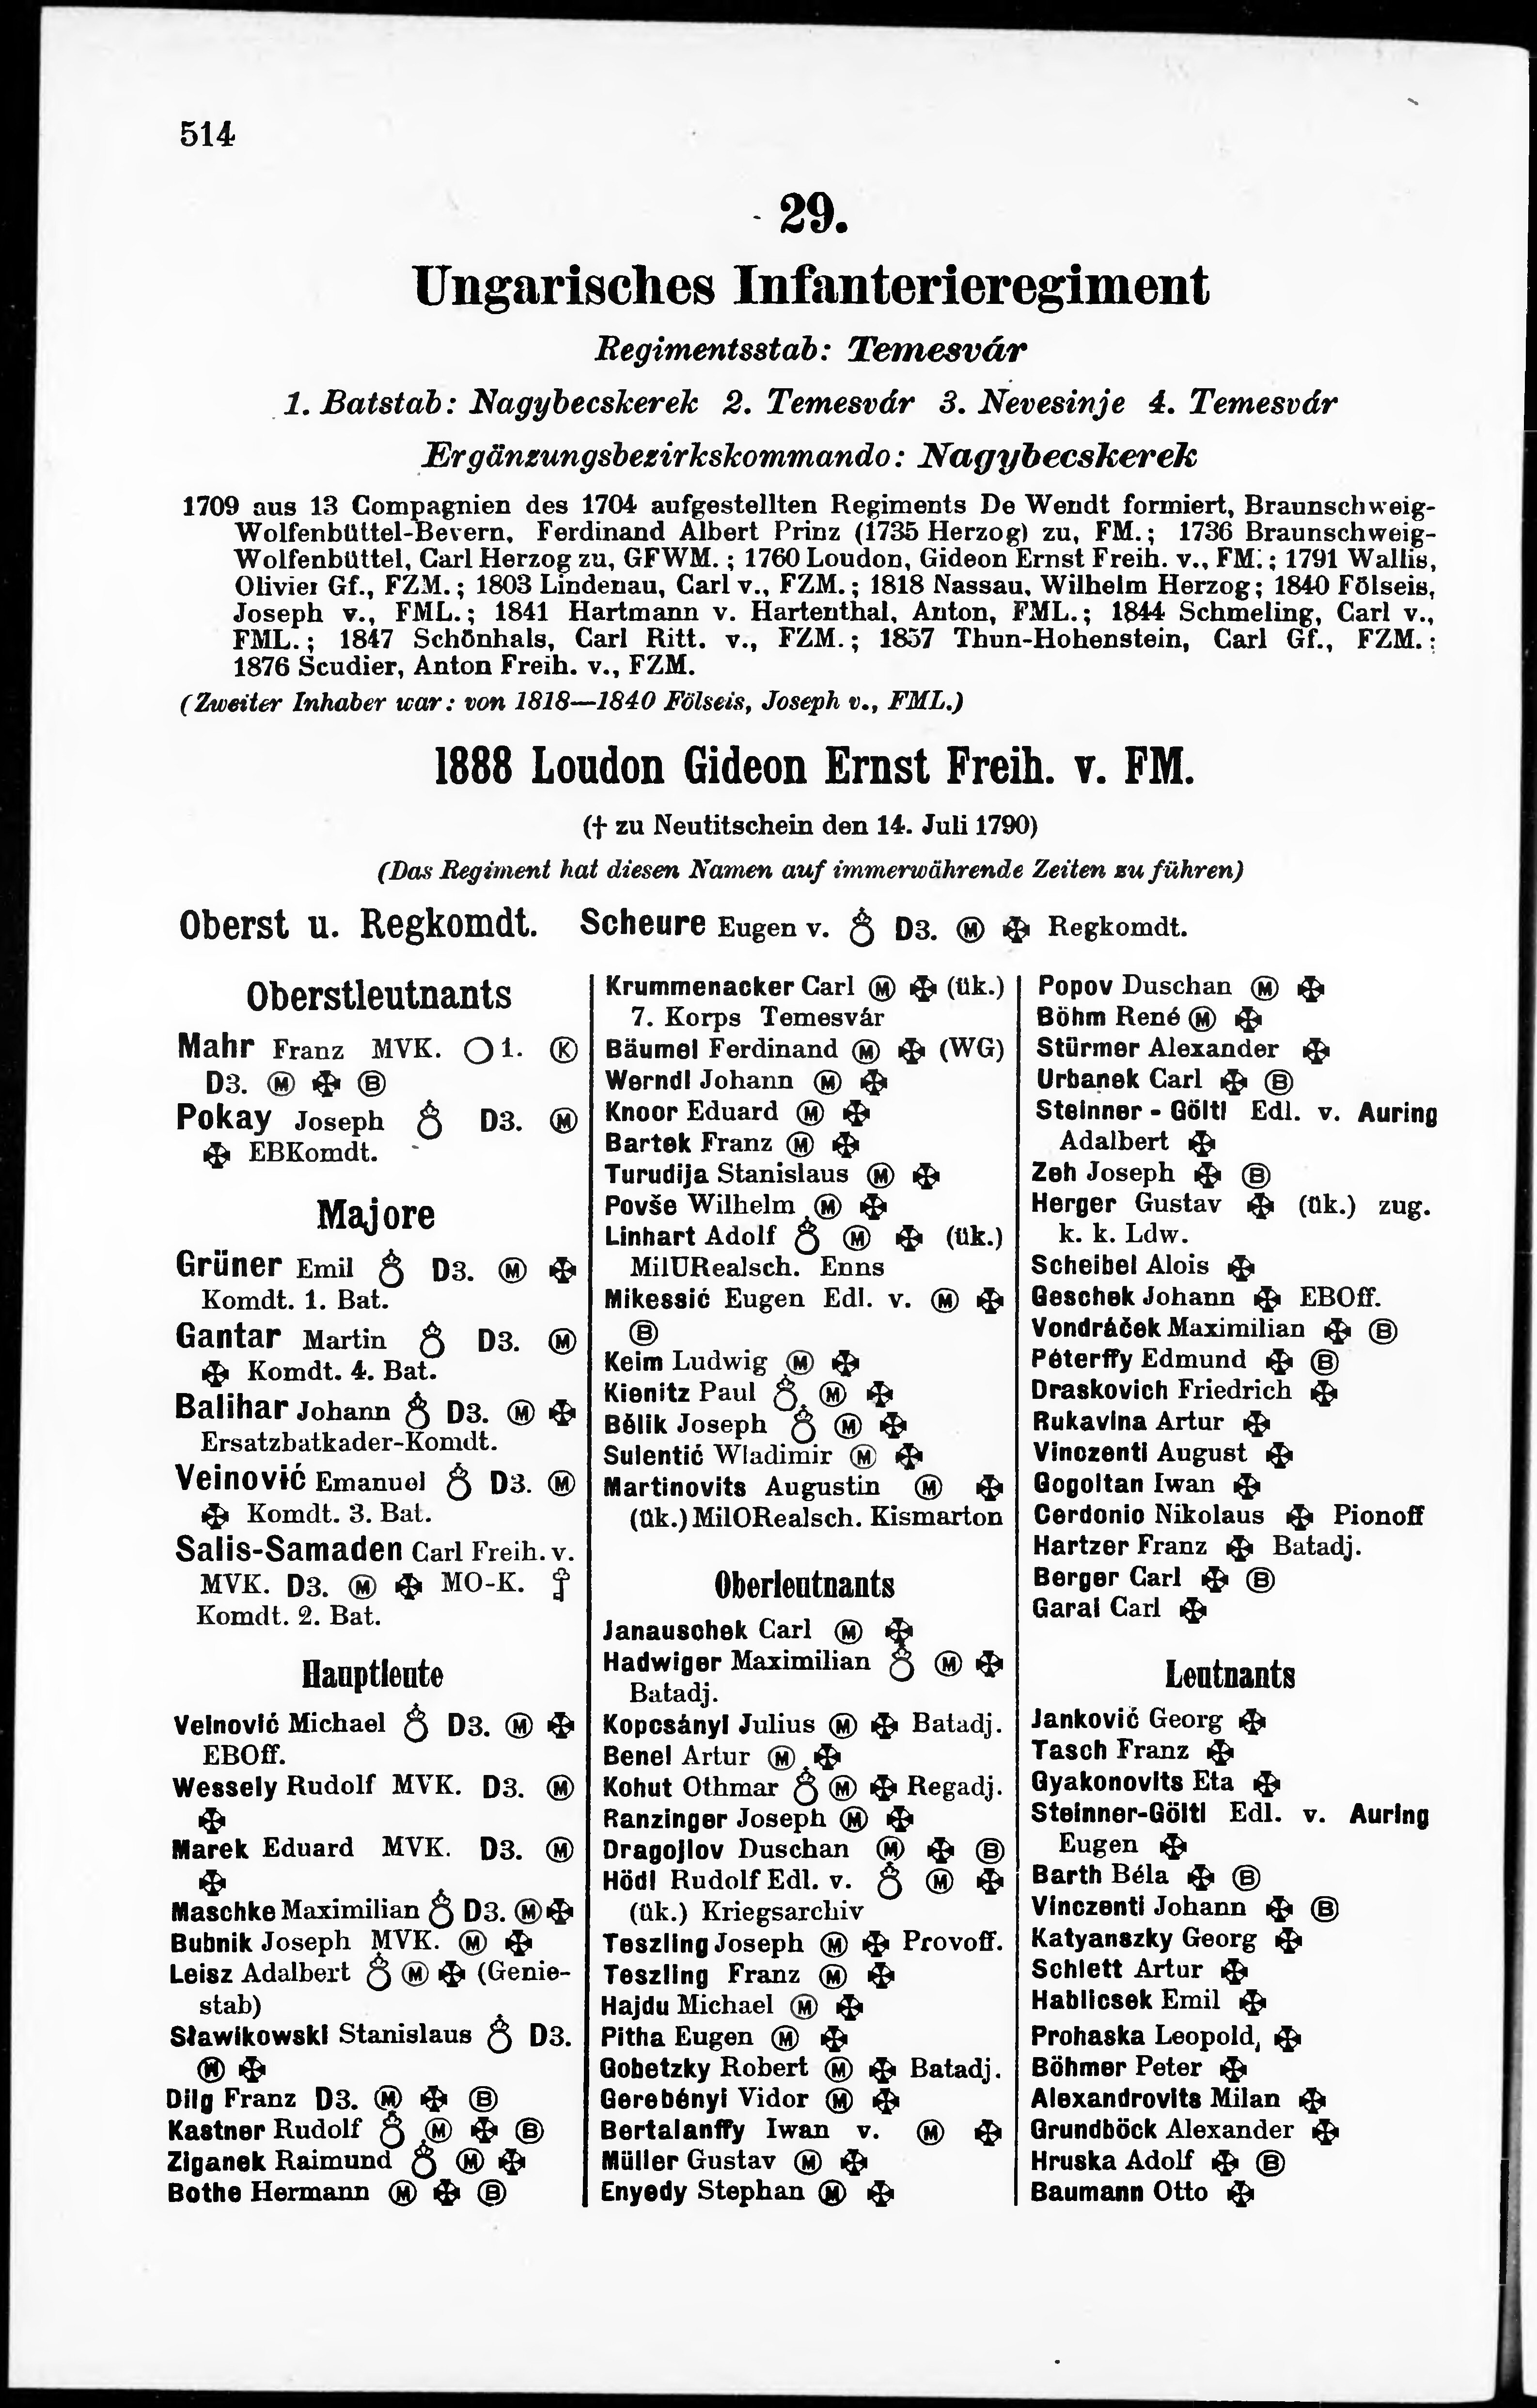 514
29.
Ungarisches Infanterieregiment
Regimentsstab: Temesvár
1. Batstab: Nagybecskerek 2. Temesvár 3. Nevesinje 4. Temesvár
Ergänzungsbezirkskommando: Nagybecskerek
1709 aus 13 Compagnien des 1704 aufgestellten Regiments De Wendt formiert, Braunschweig-
Wolfenbüttel-Bevern, Ferdinand Albert Prinz (1735 Herzog) zu, FM.; 1736 Braunschweig-
Wolfenbüttel, Carl Herzog zu, GFWM.; 1760 Loudon, Gideon Ernst Freih. v., FM.; 1791 Wallis,
Olivier Gf., FZM.; 1803 Lindenau, Carl v., FZM.; 1818 Nassau, Wilhelm Herzog; 1840 Fölseis,
Joseph v., FML.; 1841 Hartmann v. Hartenthal, Anton, FML.; 1844 Schmeling, Carl v.,
FML.; 1847 Schönhals, Carl Ritt. v., FZM.; 1857 Thun-Hohenstein, Carl Gf., FZM.:
1876 Scudier, Anton Freih. v., FZM.
(Zweiter Inhaber war: von 1818—1840 Fölseis, Joseph v., FML.)
1888 Loudon Gideon Ernst Freih. v. FM.
(† zu Neutitschein den 14. Juli 1790)
(Das Regiment hat diesen Namen auf immerwährende Zeiten zu führen)
Oberst u. Regkomdt. Scheure Eugen v. D3. Ⓜ ✠ Regkomdt.
Oberstleutnants
Mahr Franz MVK. O 1. Ⓚ
D3. Ⓜ ✠ Ⓑ
Pokay Joseph D3. Ⓜ
✠ EBKomdt.
Majore
Grüner Emil D3. Ⓜ ✠
Komdt. 1. Bat.
Gantar Martin D3. Ⓜ
✠ Komdt. 4. Bat.
Balihar Johann D3. Ⓜ ✠
Ersatzbatkader-Komdt.
Veinović Emanuel D3. Ⓜ
✠ Komdt. 3. Bat.
Salis-Samaden Carl Freih. v.
MVK. D3. Ⓜ ✠ MO-K.
Komdt. 2. Bat.
Hauptleute
Veinović Michael D3. Ⓜ ✠
EBOff.
Wessely Rudolf MVK. D3. Ⓜ
✠
Marek Eduard MVK. D3. Ⓜ
✠
Maschke Maximilian D3. Ⓜ ✠
Bubnik Joseph MVK. Ⓜ ✠
Leisz Adalbert Ⓜ ✠ (Genie-
stab)
Sławikowski Stanislaus D3.
Ⓜ ✠
Dilg Franz D3. Ⓜ ✠ Ⓑ
Kastner Rudolf Ⓜ ✠ Ⓑ
Ziganek Raimund Ⓜ ✠
Bothe Hermann Ⓜ ✠ Ⓑ
Krummenacker Carl Ⓜ ✠ (ük.)
7. Korps Temesvár
Bäumel Ferdinand Ⓜ ✠ (WG)
Werndl Johann Ⓜ ✠
Knoor Eduard Ⓜ ✠
Bartek Franz Ⓜ ✠
Turudija Stanislaus Ⓜ ✠
Povše Wilhelm Ⓜ ✠
Linhart Adolf Ⓜ ✠ (ük.)
MilURealsch. Enns
Mikessić Eugen Edl. v. Ⓜ ✠
Ⓑ
Keim Ludwig Ⓜ ✠
Kienitz Paul Ⓜ ✠
Bělik Joseph Ⓜ ✠
Sulentić Wladimir Ⓜ ✠
Martinovits Augustin Ⓜ ✠
(ük.) MilORealsch. Kismarton
Oberleutnants
Janauschek Carl Ⓜ ✠
Hadwiger Maximilian Ⓜ ✠
Batadj.
Kopcsányi Julius Ⓜ ✠ Batadj.
Benel Artur Ⓜ ✠
Kohut Othmar Ⓜ ✠ Regadj.
Ranzinger Joseph Ⓜ ✠
Dragojlov Duschan Ⓜ ✠ Ⓑ
Hödl Rudolf Edl. v. Ⓜ ✠
(ük.) Kriegsarchiv
Teszling Joseph Ⓜ ✠ Provoff.
Teszling Franz Ⓜ ✠
Hajdu Michael Ⓜ ✠
Pitha Eugen Ⓜ ✠
Gobetzky Robert Ⓜ ✠ Batadj.
Gerebényi Vidor Ⓜ ✠
Bertalanffy Iwan v. Ⓜ ✠
Müller Gustav Ⓜ ✠
Enyedy Stephan Ⓜ ✠
Popov Duschan Ⓜ ✠
Böhm René Ⓜ ✠
Stürmer Alexander ✠
Urbanek Carl ✠ Ⓑ
Steinner-Göltl Edl. v. Auring
Adalbert ✠
Zeh Joseph ✠ Ⓑ
Herger Gustav ✠ (ük.) zug.
k. k. Ldw.
Scheibel Alois ✠
Geschek Johann ✠ EBOff.
Vondráček Maximilian ✠ Ⓑ
Péterffy Edmund ✠ Ⓑ
Draskovich Friedrich ✠
Rukavina Artur ✠
Vinczenti August ✠
Gogoltan Iwan ✠
Cerdonio Nikolaus ✠ Pionoff
Hartzer Franz ✠ Batadj.
Berger Carl ✠ Ⓑ
Garai Carl ✠
Leutnants
Janković Georg ✠
Tasch Franz ✠
Gyakonovits Eta ✠
Steinner-Göltl Edl. v. Auring
Eugen ✠
Barth Béla ✠ Ⓑ
Vinczenti Johann ✠ Ⓑ
Katyanszky Georg ✠
Schlett Artur ✠
Hablicsek Emil ✠
Prohaska Leopold, ✠
Böhmer Peter ✠
Alexandrovits Milan ✠
Grundböck Alexander ✠
Hruska Adolf ✠ Ⓑ
Baumann Otto ✠